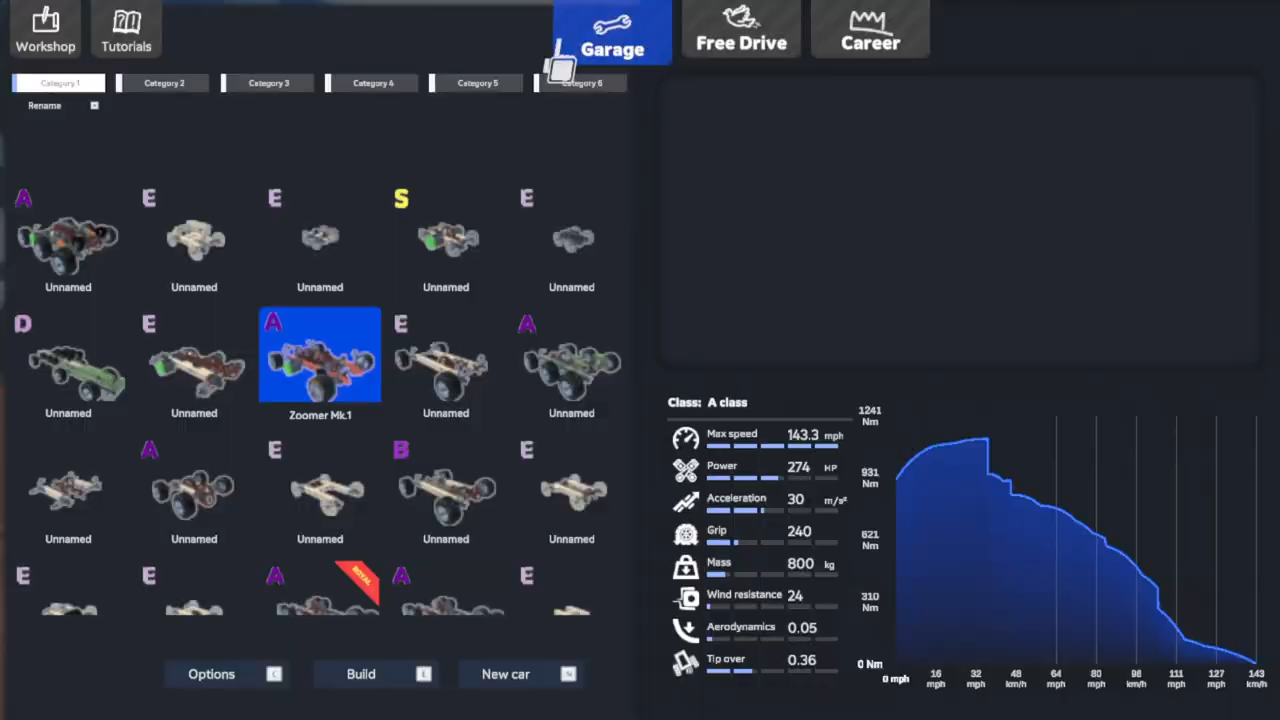 Workshop
Tutorials
Garage
Free Drive
Career
Category 1
Category 2
Category 3
Category 4
Category 5
Category 6
Rename
A
E
E
S
E
Unnamed
Unnamed
Unnamed
Unnamed
Unnamed
D
E
A
E
A
Unnamed
Unnamed
Zoomer Mk.1
Unnamed
Unnamed
A
E
B
E
Unnamed
Unnamed
Unnamed
Unnamed
Unnamed
E
E
A
ROYAL
A
E
Options
Build
New car
Class: A class
Max speed 143.3 mph
Power 274 HP
Acceleration 30 m/s²
Grip 240
Mass 800 kg
Wind resistance 24
Aerodynamics 0.05
Tip over 0.36
1241 Nm
931 Nm
621 Nm
310 Nm
0 Nm
0 mph
16 mph
32 mph
48 km/h
64 mph
80 mph
96 km/h
111 mph
127 mph
143 km/h